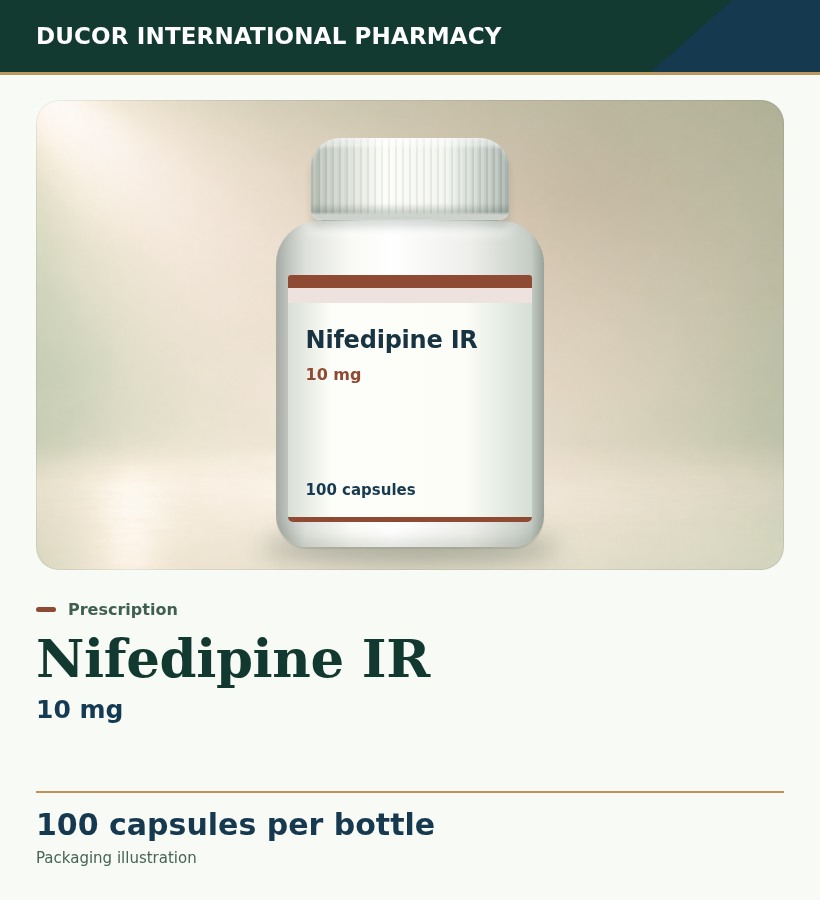 DUCOR INTERNATIONAL PHARMACY
Nifedipine IR
10 mg
100 capsules
Prescription
Nifedipine IR
10 mg
100 capsules per bottle
Packaging illustration